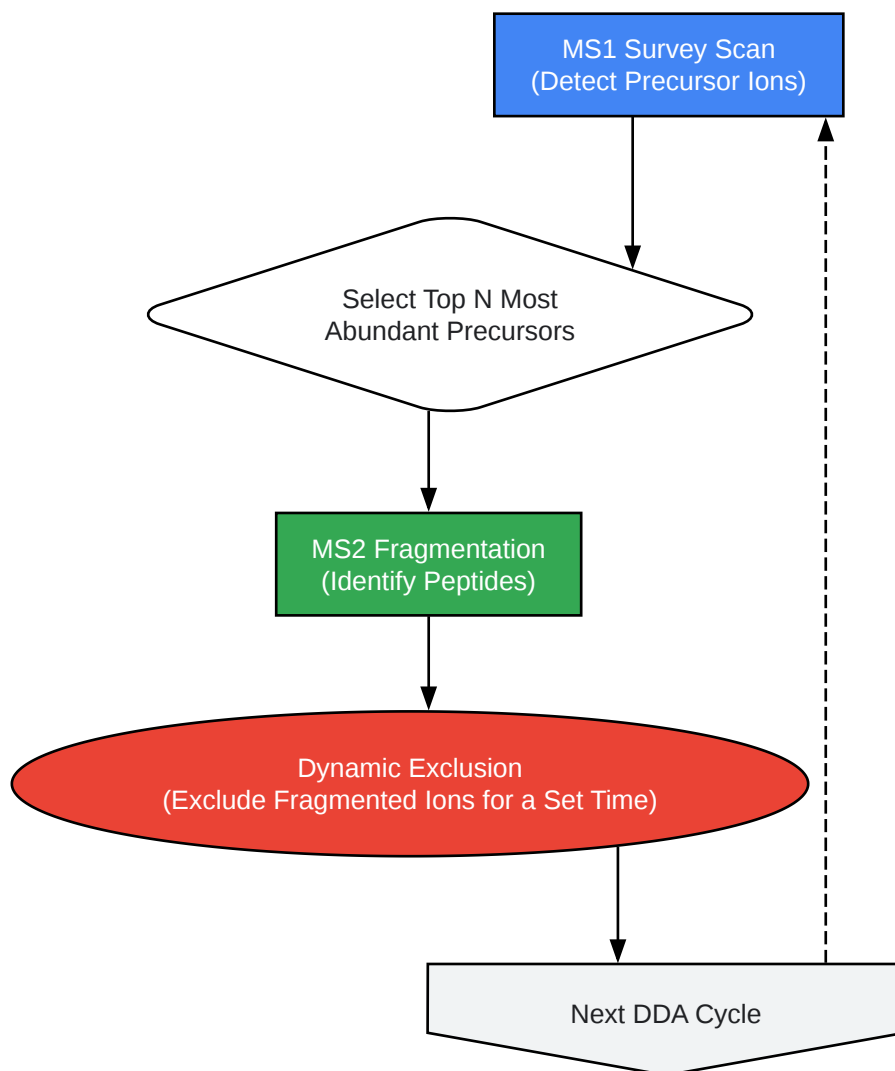 MS1 Survey Scan
(Detect Precursor Ions)
Select Top N Most
Abundant Precursors
MS2 Fragmentation
(Identify Peptides)
Dynamic Exclusion
(Exclude Fragmented Ions for a Set Time)
Next DDA Cycle